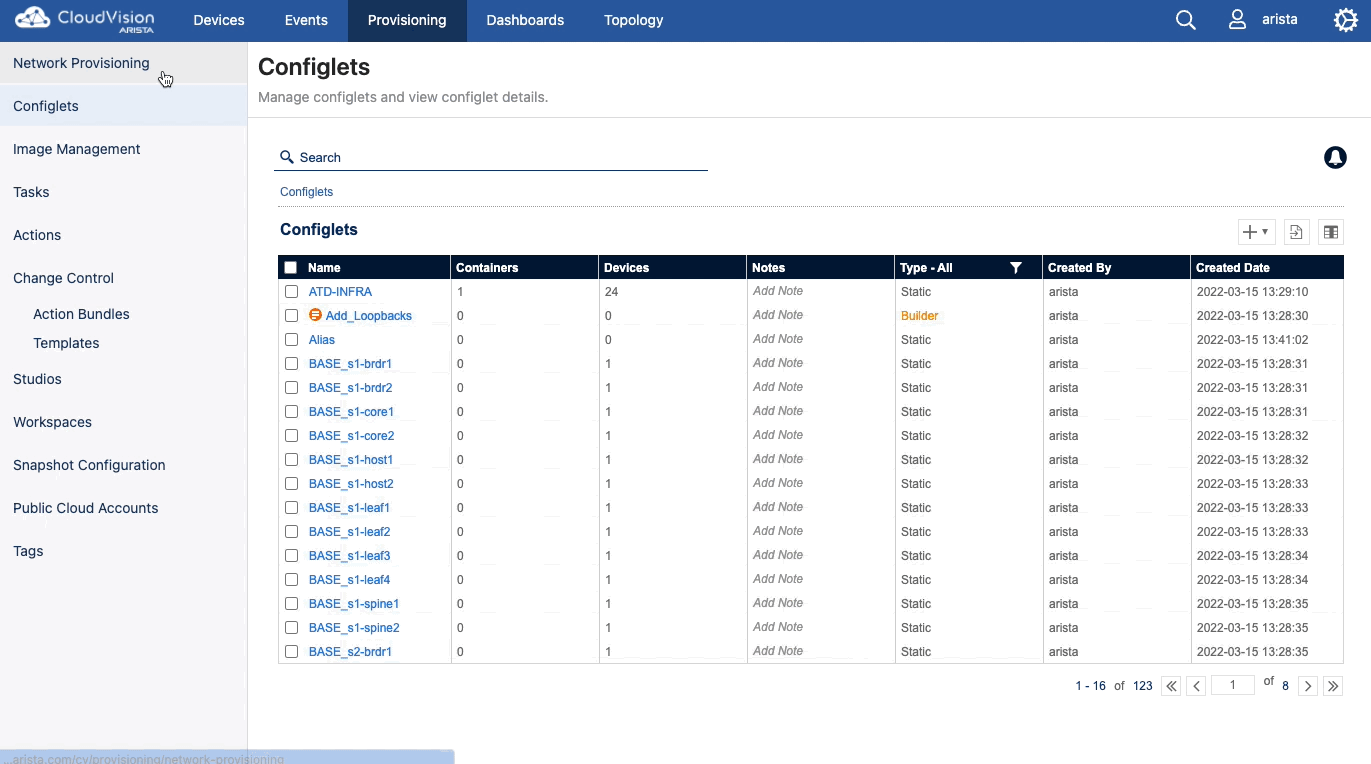 CloudVision
ARISTA
Devices Events Provisioning Dashboards Topology arista
Network Provisioning
Configlets
Image Management
Tasks
Actions
Change Control
Action Bundles
Templates
Studios
Workspaces
Snapshot Configuration
Public Cloud Accounts
Tags
Configlets
Manage configlets and view configlet details.
Search
Configlets
Configlets
Name Containers Devices Notes Type - All Created By Created Date
ATD-INFRA 1 24 Add Note Static arista 2022-03-15 13:29:10
Add_Loopbacks 0 0 Add Note Builder arista 2022-03-15 13:28:30
Alias 0 0 Add Note Static arista 2022-03-15 13:41:02
BASE_s1-brdr1 0 1 Add Note Static arista 2022-03-15 13:28:31
BASE_s1-brdr2 0 1 Add Note Static arista 2022-03-15 13:28:31
BASE_s1-core1 0 1 Add Note Static arista 2022-03-15 13:28:31
BASE_s1-core2 0 1 Add Note Static arista 2022-03-15 13:28:32
BASE_s1-host1 0 1 Add Note Static arista 2022-03-15 13:28:32
BASE_s1-host2 0 1 Add Note Static arista 2022-03-15 13:28:33
BASE_s1-leaf1 0 1 Add Note Static arista 2022-03-15 13:28:33
BASE_s1-leaf2 0 1 Add Note Static arista 2022-03-15 13:28:33
BASE_s1-leaf3 0 1 Add Note Static arista 2022-03-15 13:28:34
BASE_s1-leaf4 0 1 Add Note Static arista 2022-03-15 13:28:34
BASE_s1-spine1 0 1 Add Note Static arista 2022-03-15 13:28:35
BASE_s1-spine2 0 1 Add Note Static arista 2022-03-15 13:28:35
BASE_s2-brdr1 0 1 Add Note Static arista 2022-03-15 13:28:35
1 - 16 of 123 1 of 8
...arista.com/cv/provisioning/network-provisioning